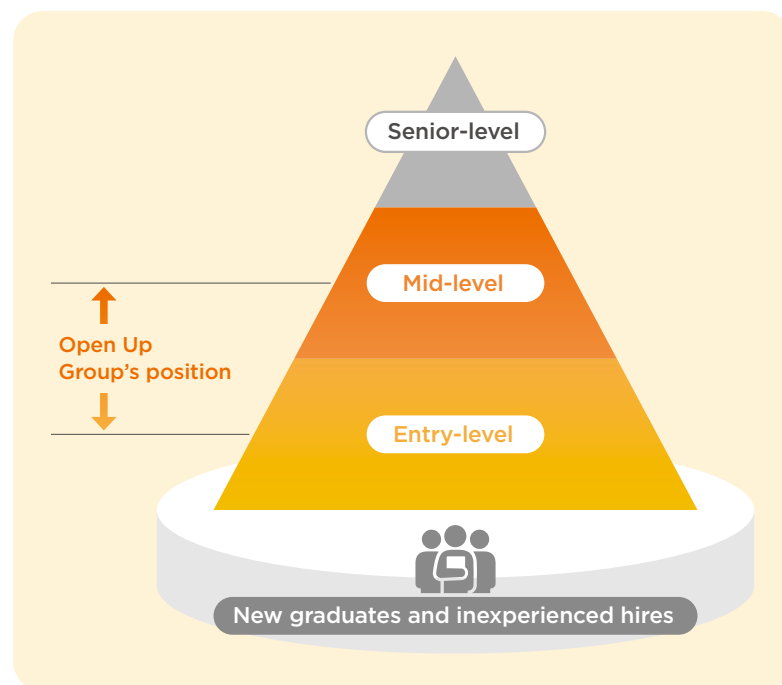 Senior-level
Mid-level
Open Up
Group's position
Entry-level
New graduates and inexperienced hires